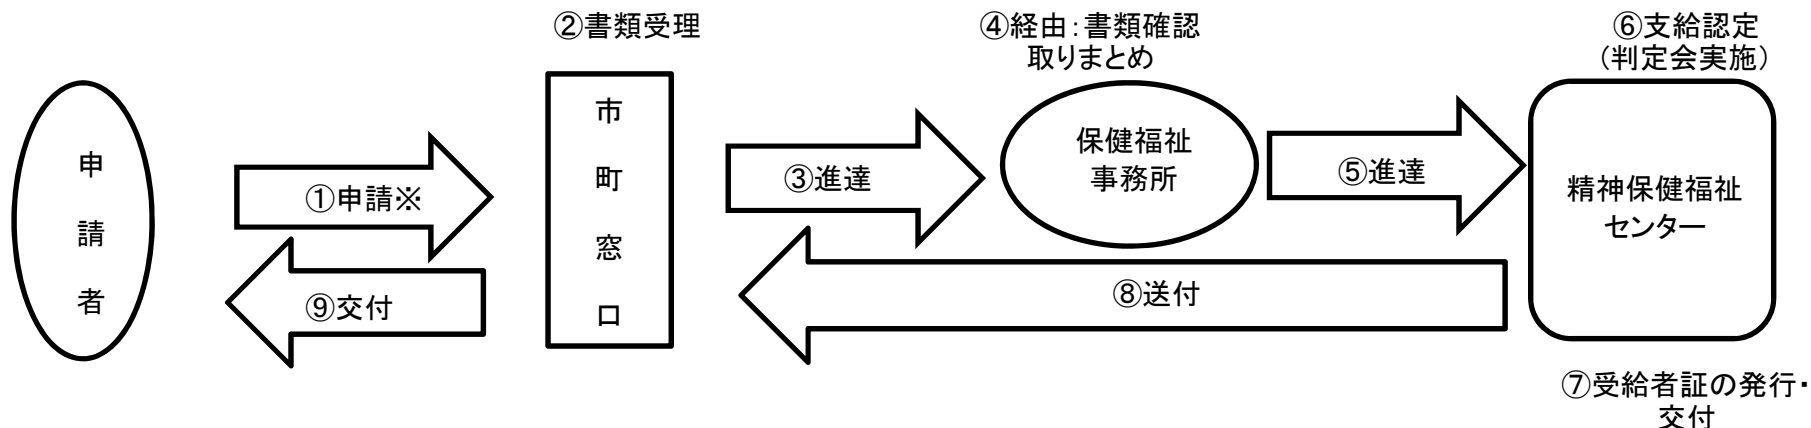 ②書類受理
④経由：書類確認
取りまとめ
⑥支給認定
（判定会実施）
申請者
①申請※
⑨交付
市町窓口
③進達
保健福祉
事務所
⑤進達
⑧送付
精神保健福祉
センター
⑦受給者証の発行・
交付